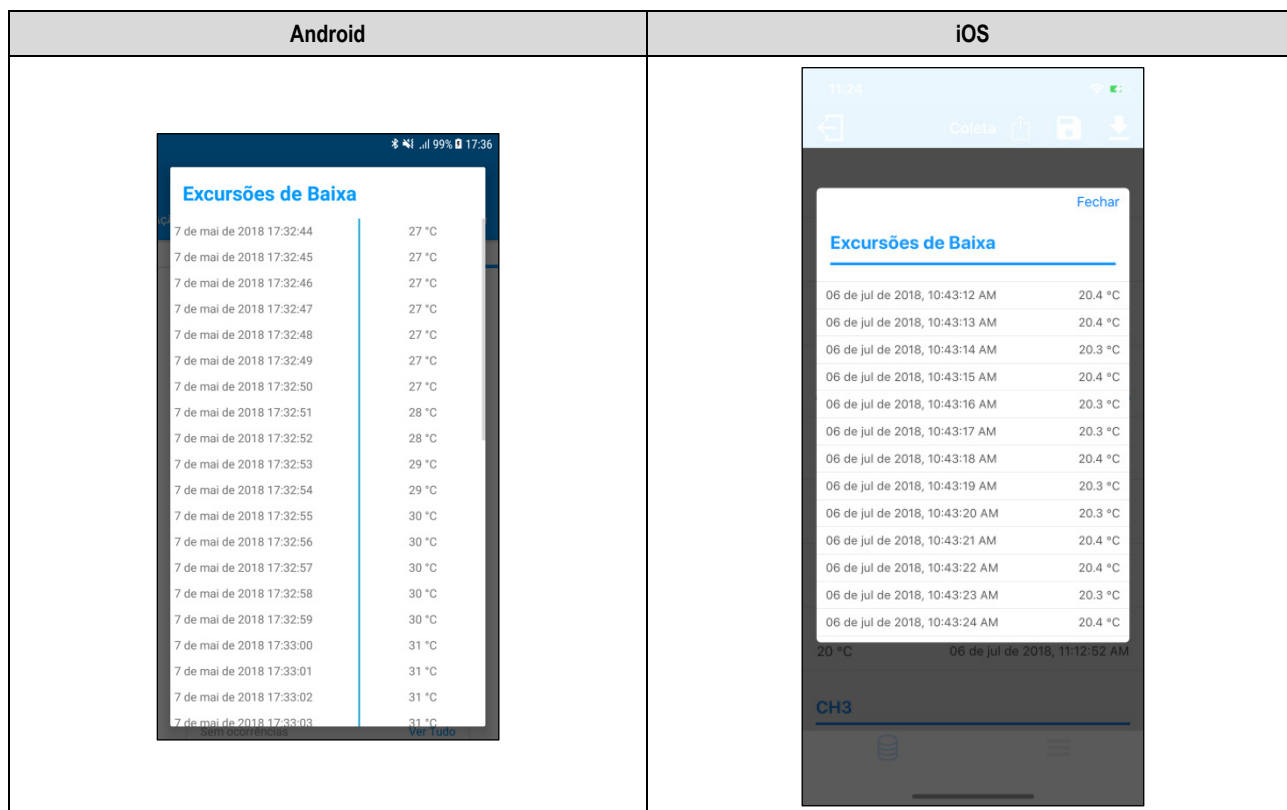 Android
iOS
99% 17:36
Excursões de Baixa
7 de mai de 2018 17:32:44 27 °C
7 de mai de 2018 17:32:45 27 °C
7 de mai de 2018 17:32:46 27 °C
7 de mai de 2018 17:32:47 27 °C
7 de mai de 2018 17:32:48 27 °C
7 de mai de 2018 17:32:49 27 °C
7 de mai de 2018 17:32:50 27 °C
7 de mai de 2018 17:32:51 28 °C
7 de mai de 2018 17:32:52 28 °C
7 de mai de 2018 17:32:53 29 °C
7 de mai de 2018 17:32:54 29 °C
7 de mai de 2018 17:32:55 30 °C
7 de mai de 2018 17:32:56 30 °C
7 de mai de 2018 17:32:57 30 °C
7 de mai de 2018 17:32:58 30 °C
7 de mai de 2018 17:32:59 30 °C
7 de mai de 2018 17:33:00 31 °C
7 de mai de 2018 17:33:01 31 °C
7 de mai de 2018 17:33:02 31 °C
7 de mai de 2018 17:33:03 31 °C
Sem ocorrências Ver Tudo
11:24
Coleta
Fechar
Excursões de Baixa
06 de jul de 2018, 10:43:12 AM 20.4 °C
06 de jul de 2018, 10:43:13 AM 20.4 °C
06 de jul de 2018, 10:43:14 AM 20.3 °C
06 de jul de 2018, 10:43:15 AM 20.4 °C
06 de jul de 2018, 10:43:16 AM 20.3 °C
06 de jul de 2018, 10:43:17 AM 20.3 °C
06 de jul de 2018, 10:43:18 AM 20.4 °C
06 de jul de 2018, 10:43:19 AM 20.3 °C
06 de jul de 2018, 10:43:20 AM 20.3 °C
06 de jul de 2018, 10:43:21 AM 20.4 °C
06 de jul de 2018, 10:43:22 AM 20.4 °C
06 de jul de 2018, 10:43:23 AM 20.3 °C
06 de jul de 2018, 10:43:24 AM 20.4 °C
20 °C 06 de jul de 2018, 11:12:52 AM
CH3